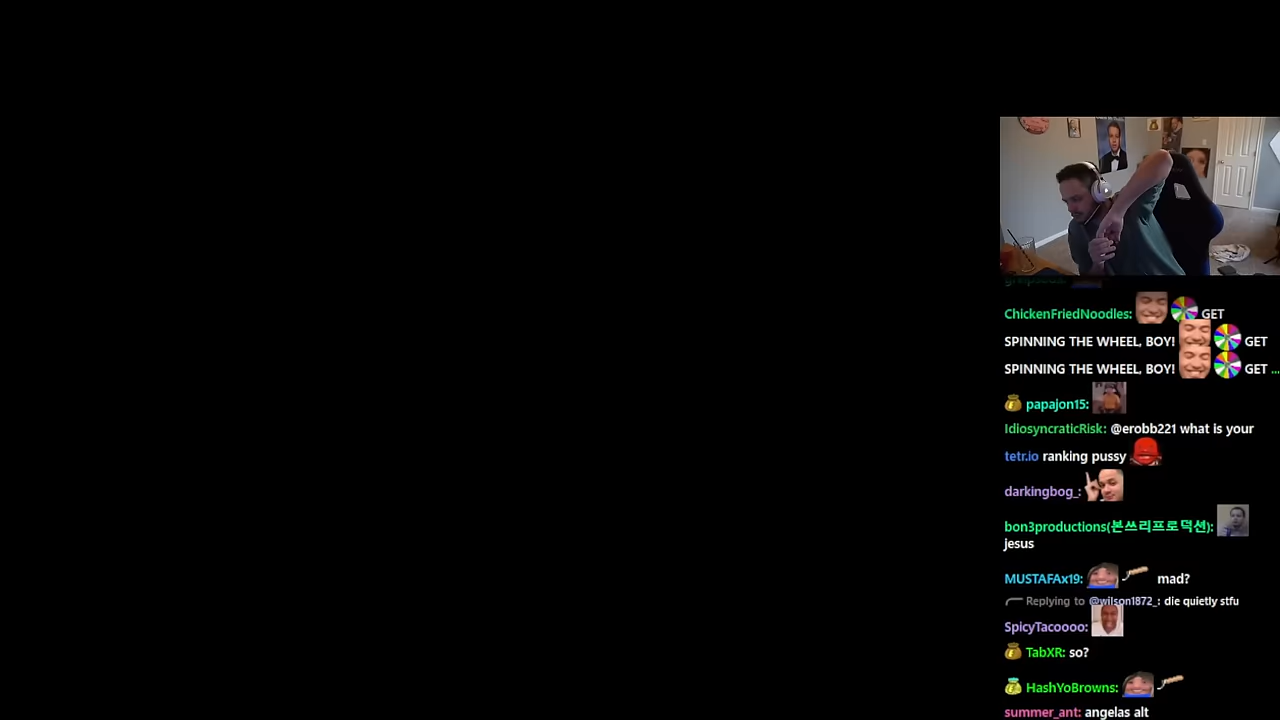 ChickenFriedNoodles: GET
SPINNING THE WHEEL, BOY! GET
SPINNING THE WHEEL, BOY! GET ...
papajon15:
IdiosyncraticRisk: @erobb221 what is your
tetr.io ranking pussy
darkingbog_:
bon3productions(본쓰리프로덕션):
jesus
MUSTAFAx19: mad?
Replying to @wilson1872_: die quietly stfu
SpicyTacoooo:
TabXR: so?
HashYoBrowns:
summer_ant: angelas alt